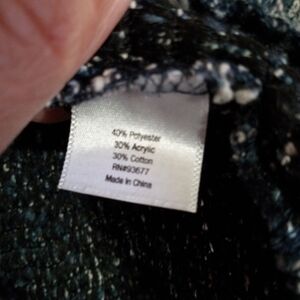 40% Polyester
30% Acrylic
30% Cotton
RN#93677
Made in China